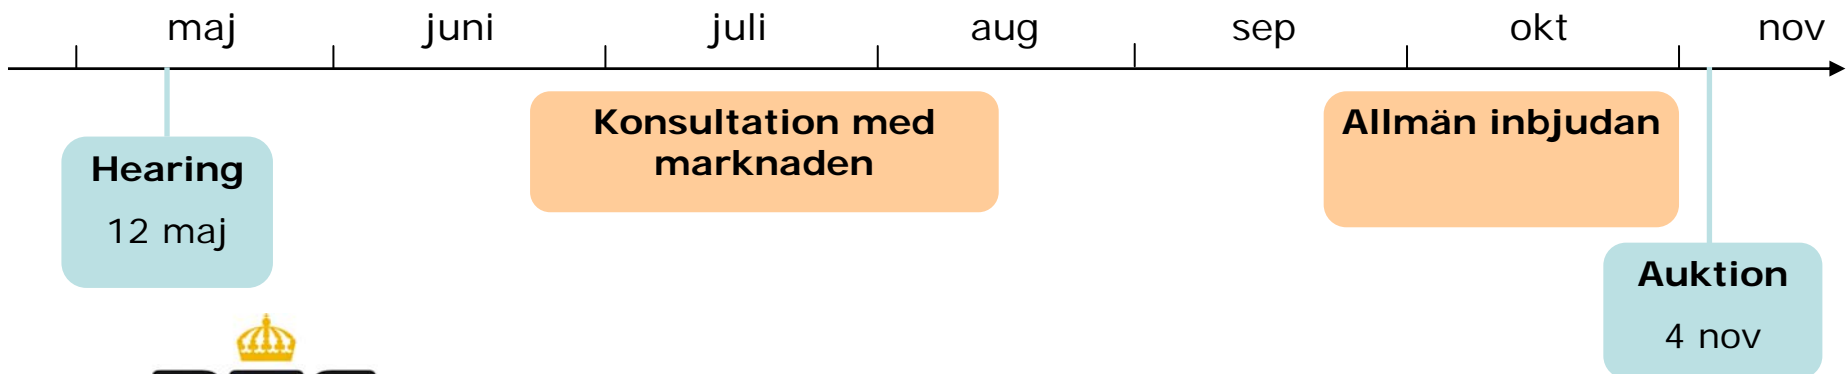 maj juni juli aug sep okt nov
Konsultation med
marknaden
Allmän inbjudan
Hearing
12 maj
Auktion
4 nov